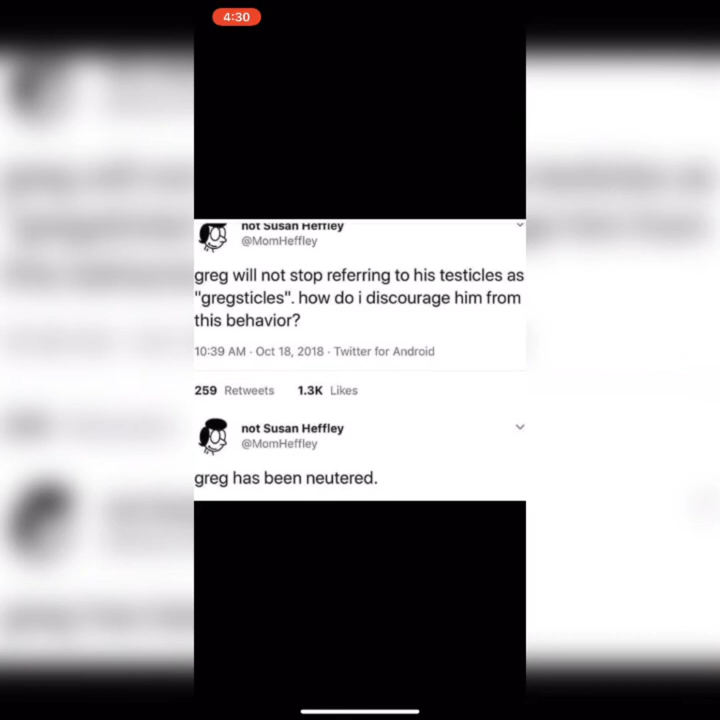 4:30
not Susan Heffley
@MomHeffley
greg will not stop referring to his testicles as
"gregsticles". how do i discourage him from
this behavior?
10:39 AM · Oct 18, 2018 · Twitter for Android
259 Retweets 1.3K Likes
not Susan Heffley
@MomHeffley
greg has been neutered.